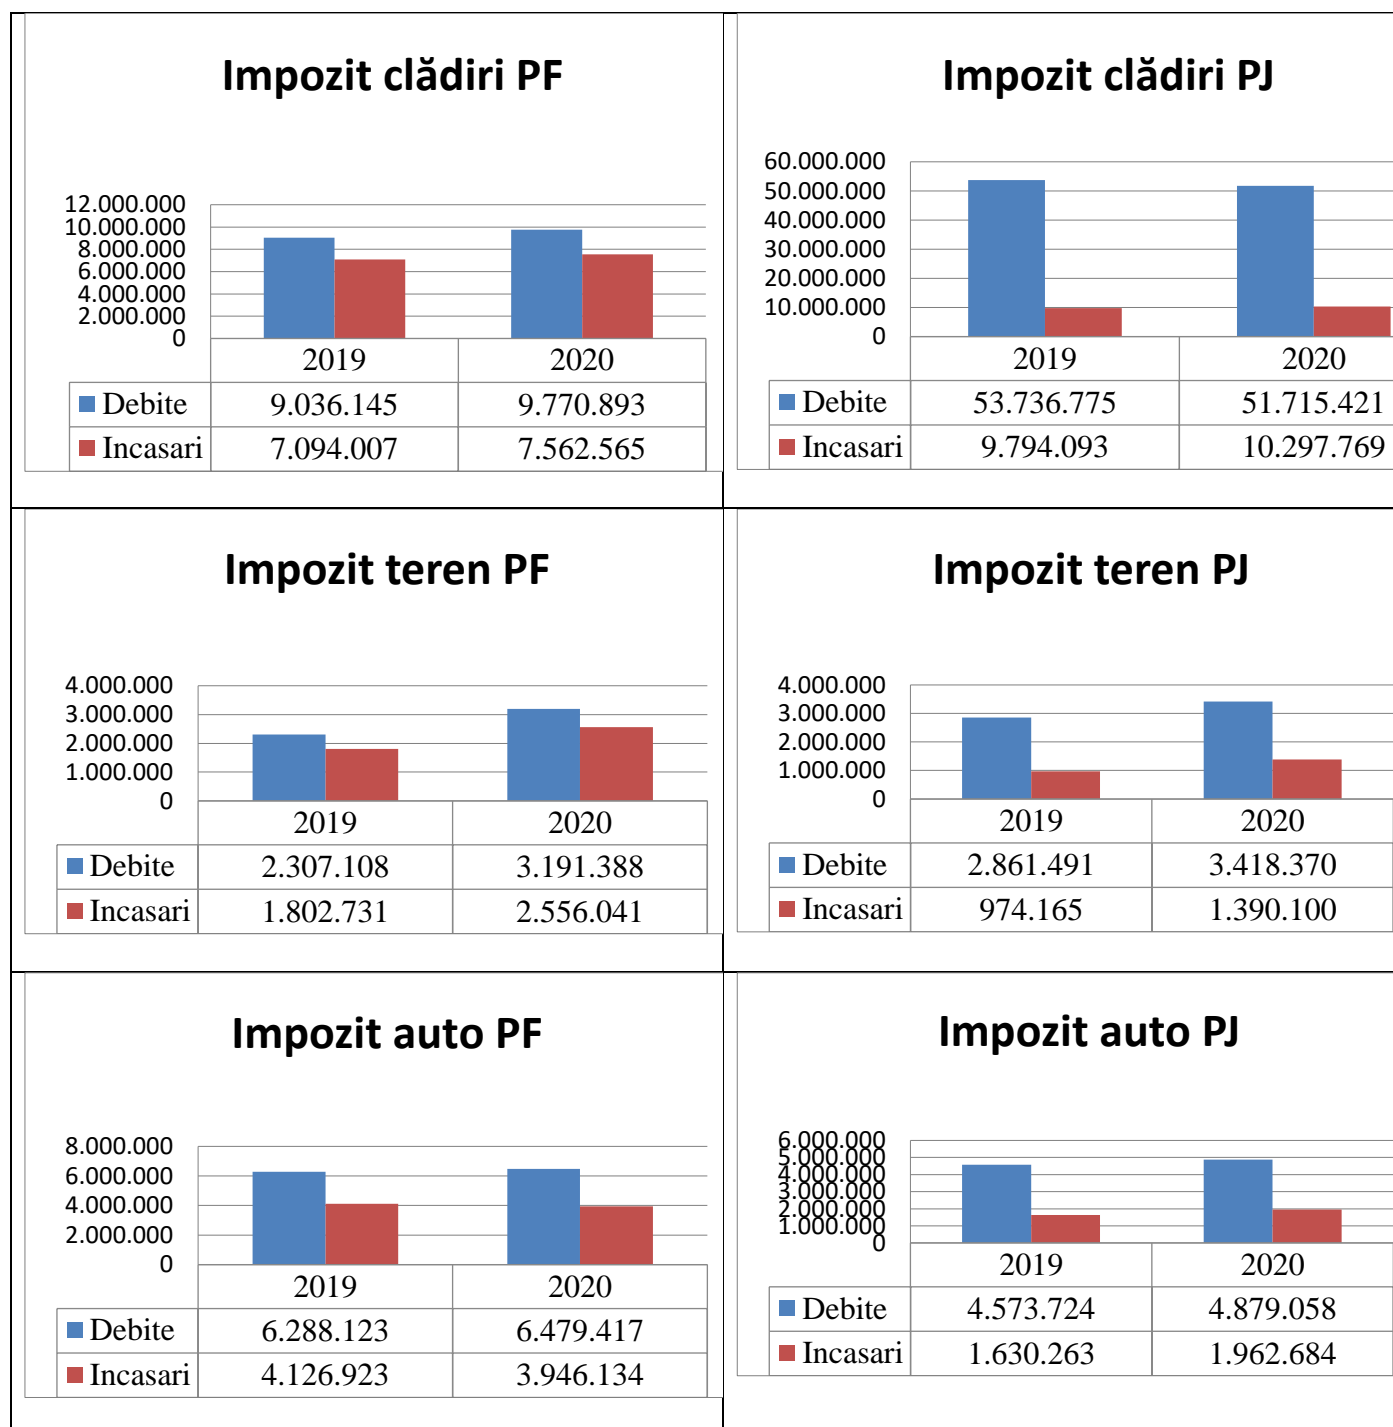 Impozit clădiri PF
12.000.000
10.000.000
8.000.000
6.000.000
4.000.000
2.000.000
0
2019 2020
Debite 9.036.145 9.770.893
Incasari 7.094.007 7.562.565
Impozit clădiri PJ
60.000.000
50.000.000
40.000.000
30.000.000
20.000.000
10.000.000
0
2019 2020
Debite 53.736.775 51.715.421
Incasari 9.794.093 10.297.769
Impozit teren PF
4.000.000
3.000.000
2.000.000
1.000.000
0
2019 2020
Debite 2.307.108 3.191.388
Incasari 1.802.731 2.556.041
Impozit teren PJ
4.000.000
3.000.000
2.000.000
1.000.000
0
2019 2020
Debite 2.861.491 3.418.370
Incasari 974.165 1.390.100
Impozit auto PF
8.000.000
6.000.000
4.000.000
2.000.000
0
2019 2020
Debite 6.288.123 6.479.417
Incasari 4.126.923 3.946.134
Impozit auto PJ
6.000.000
5.000.000
4.000.000
3.000.000
2.000.000
1.000.000
0
2019 2020
Debite 4.573.724 4.879.058
Incasari 1.630.263 1.962.684